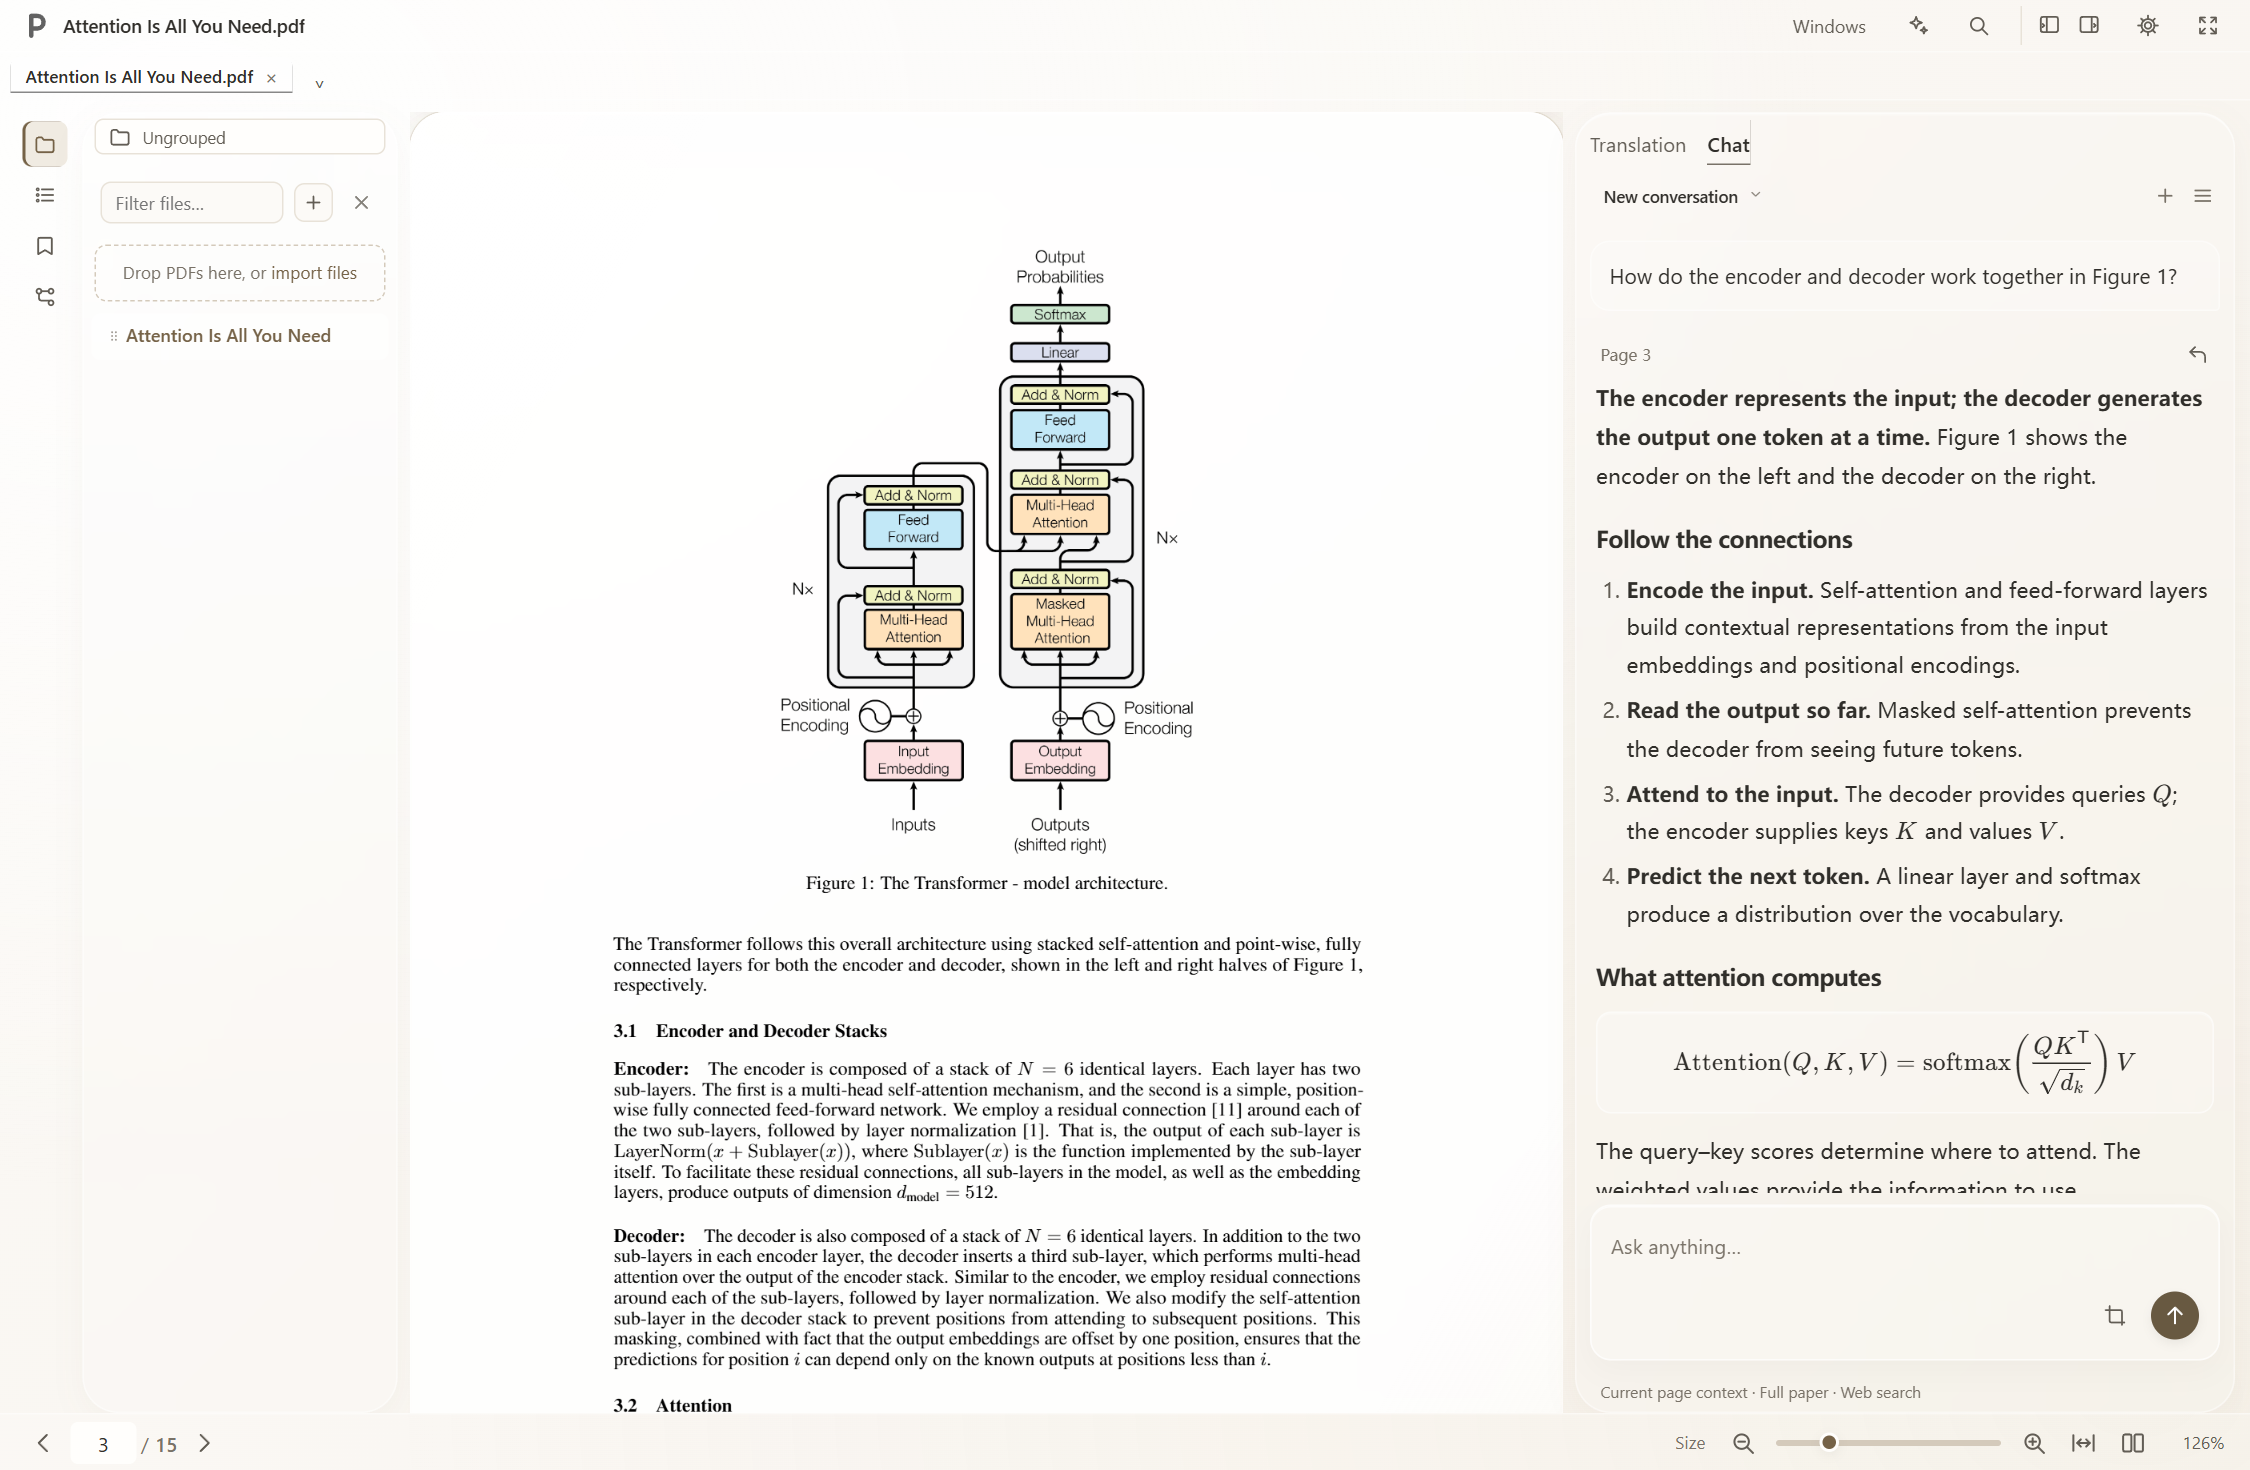 P Attention Is All You Need.pdf
Windows
Attention Is All You Need.pdf ×
Ungrouped
Filter files...
Drop PDFs here, or import files
Attention Is All You Need
Output
Probabilities
Softmax
Linear
Add & Norm
Feed
Forward
Add & Norm
Multi-Head
Attention
Add & Norm
Masked
Multi-Head
Attention
Nx
Add & Norm
Feed
Forward
Add & Norm
Multi-Head
Attention
Nx
Positional
Encoding
Positional
Encoding
Input
Embedding
Output
Embedding
Inputs
Outputs
(shifted right)
Figure 1: The Transformer - model architecture.
The Transformer follows this overall architecture using stacked self-attention and point-wise, fully
connected layers for both the encoder and decoder, shown in the left and right halves of Figure 1,
respectively.
3.1 Encoder and Decoder Stacks
Encoder: The encoder is composed of a stack of N = 6 identical layers. Each layer has two
sub-layers. The first is a multi-head self-attention mechanism, and the second is a simple, position-
wise fully connected feed-forward network. We employ a residual connection [11] around each of
the two sub-layers, followed by layer normalization [1]. That is, the output of each sub-layer is
LayerNorm(x + Sublayer(x)), where Sublayer(x) is the function implemented by the sub-layer
itself. To facilitate these residual connections, all sub-layers in the model, as well as the embedding
layers, produce outputs of dimension d_model = 512.
Decoder: The decoder is also composed of a stack of N = 6 identical layers. In addition to the two
sub-layers in each encoder layer, the decoder inserts a third sub-layer, which performs multi-head
attention over the output of the encoder stack. Similar to the encoder, we employ residual connections
around each of the sub-layers, followed by layer normalization. We also modify the self-attention
sub-layer in the decoder stack to prevent positions from attending to subsequent positions. This
masking, combined with fact that the output embeddings are offset by one position, ensures that the
predictions for position i can depend only on the known outputs at positions less than i.
3.2 Attention
Translation Chat
New conversation
How do the encoder and decoder work together in Figure 1?
Page 3
The encoder represents the input; the decoder generates
the output one token at a time. Figure 1 shows the
encoder on the left and the decoder on the right.
Follow the connections
1. Encode the input. Self-attention and feed-forward layers
build contextual representations from the input
embeddings and positional encodings.
2. Read the output so far. Masked self-attention prevents
the decoder from seeing future tokens.
3. Attend to the input. The decoder provides queries Q;
the encoder supplies keys K and values V.
4. Predict the next token. A linear layer and softmax
produce a distribution over the vocabulary.
What attention computes
Attention(Q, K, V) = softmax(QK^T / √d_k) V
The query–key scores determine where to attend. The
weighted values provide the information to use.
Ask anything...
Current page context · Full paper · Web search
3 / 15
Size
126%